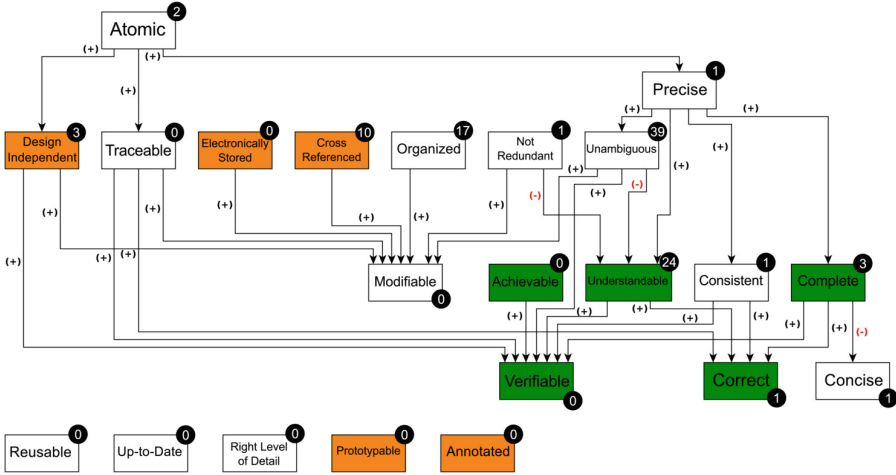 2
Atomic
(+) (+) (+)
1
Precise
(+) (+)
(+)
3 0 0 10 17 1 39
Design
Independent
Traceable
Electronically
Stored
Cross
Referenced
Organized
Not
Redundant
Unambiguous
(+) (+) (+)
(+) (-) (-)
(+) (+) (+) (+) (+) (+)
(+) (+) (+)
0 24 1 3
Modifiable
Achievable
Understandable
Consistent
Complete
0
(+) (+) (+) (+) (+) (+) (+) (-)
Verifiable
Correct
Concise
0 1 1
0 0 0 0 0
Reusable
Up-to-Date
Right Level
of Detail
Prototypable
Annotated